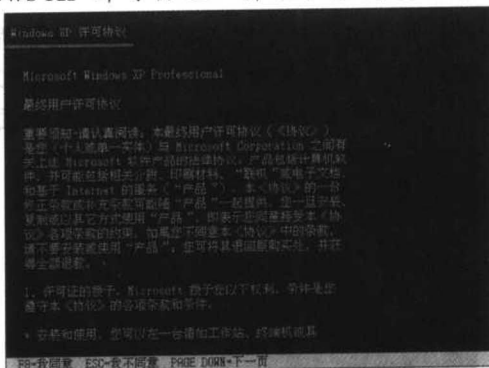 Windows XP 许可协议
Microsoft Windows XP Professional
最终用户许可协议
重要须知-请认真阅读：本最终用户许可协议（《协议》）
是您（个人或单一实体）与 Microsoft Corporation 之间有
关上述 Microsoft 软件产品的法律协议。产品包括计算机软
件，并可能包括相关介质、印刷材料、“联机”或电子文档、
和基于 Internet 的服务（“产品”）。本《协议》的一份
修正条款或补充条款可能随“产品”一起提供。您一旦安装、
复制或以其它方式使用“产品”，即表示您同意接受本《协
议》各项条款的约束。如果您不同意本《协议》中的条款，
请不要安装或使用“产品”；您可将其退回原购买处，并获
得全部退款。
1. 许可证的授予。Microsoft 授予您以下权利，条件是您
遵守本《协议》的各项条款和条件：
* 安装和使用。您可以在一台诸如工作站、终端机或其
F8=我同意 ESC=我不同意 PAGE DOWN=下一页